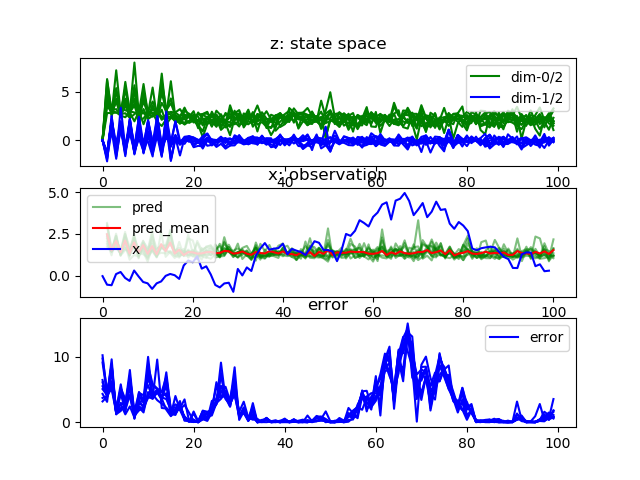 z: state space
5
0
dim-0/2
dim-1/2
0 20 40 60 80 100
x: observation
5.0
2.5
0.0
pred
pred_mean
x
0 20 40 60 80 100
error
10
0
error
0 20 40 60 80 100